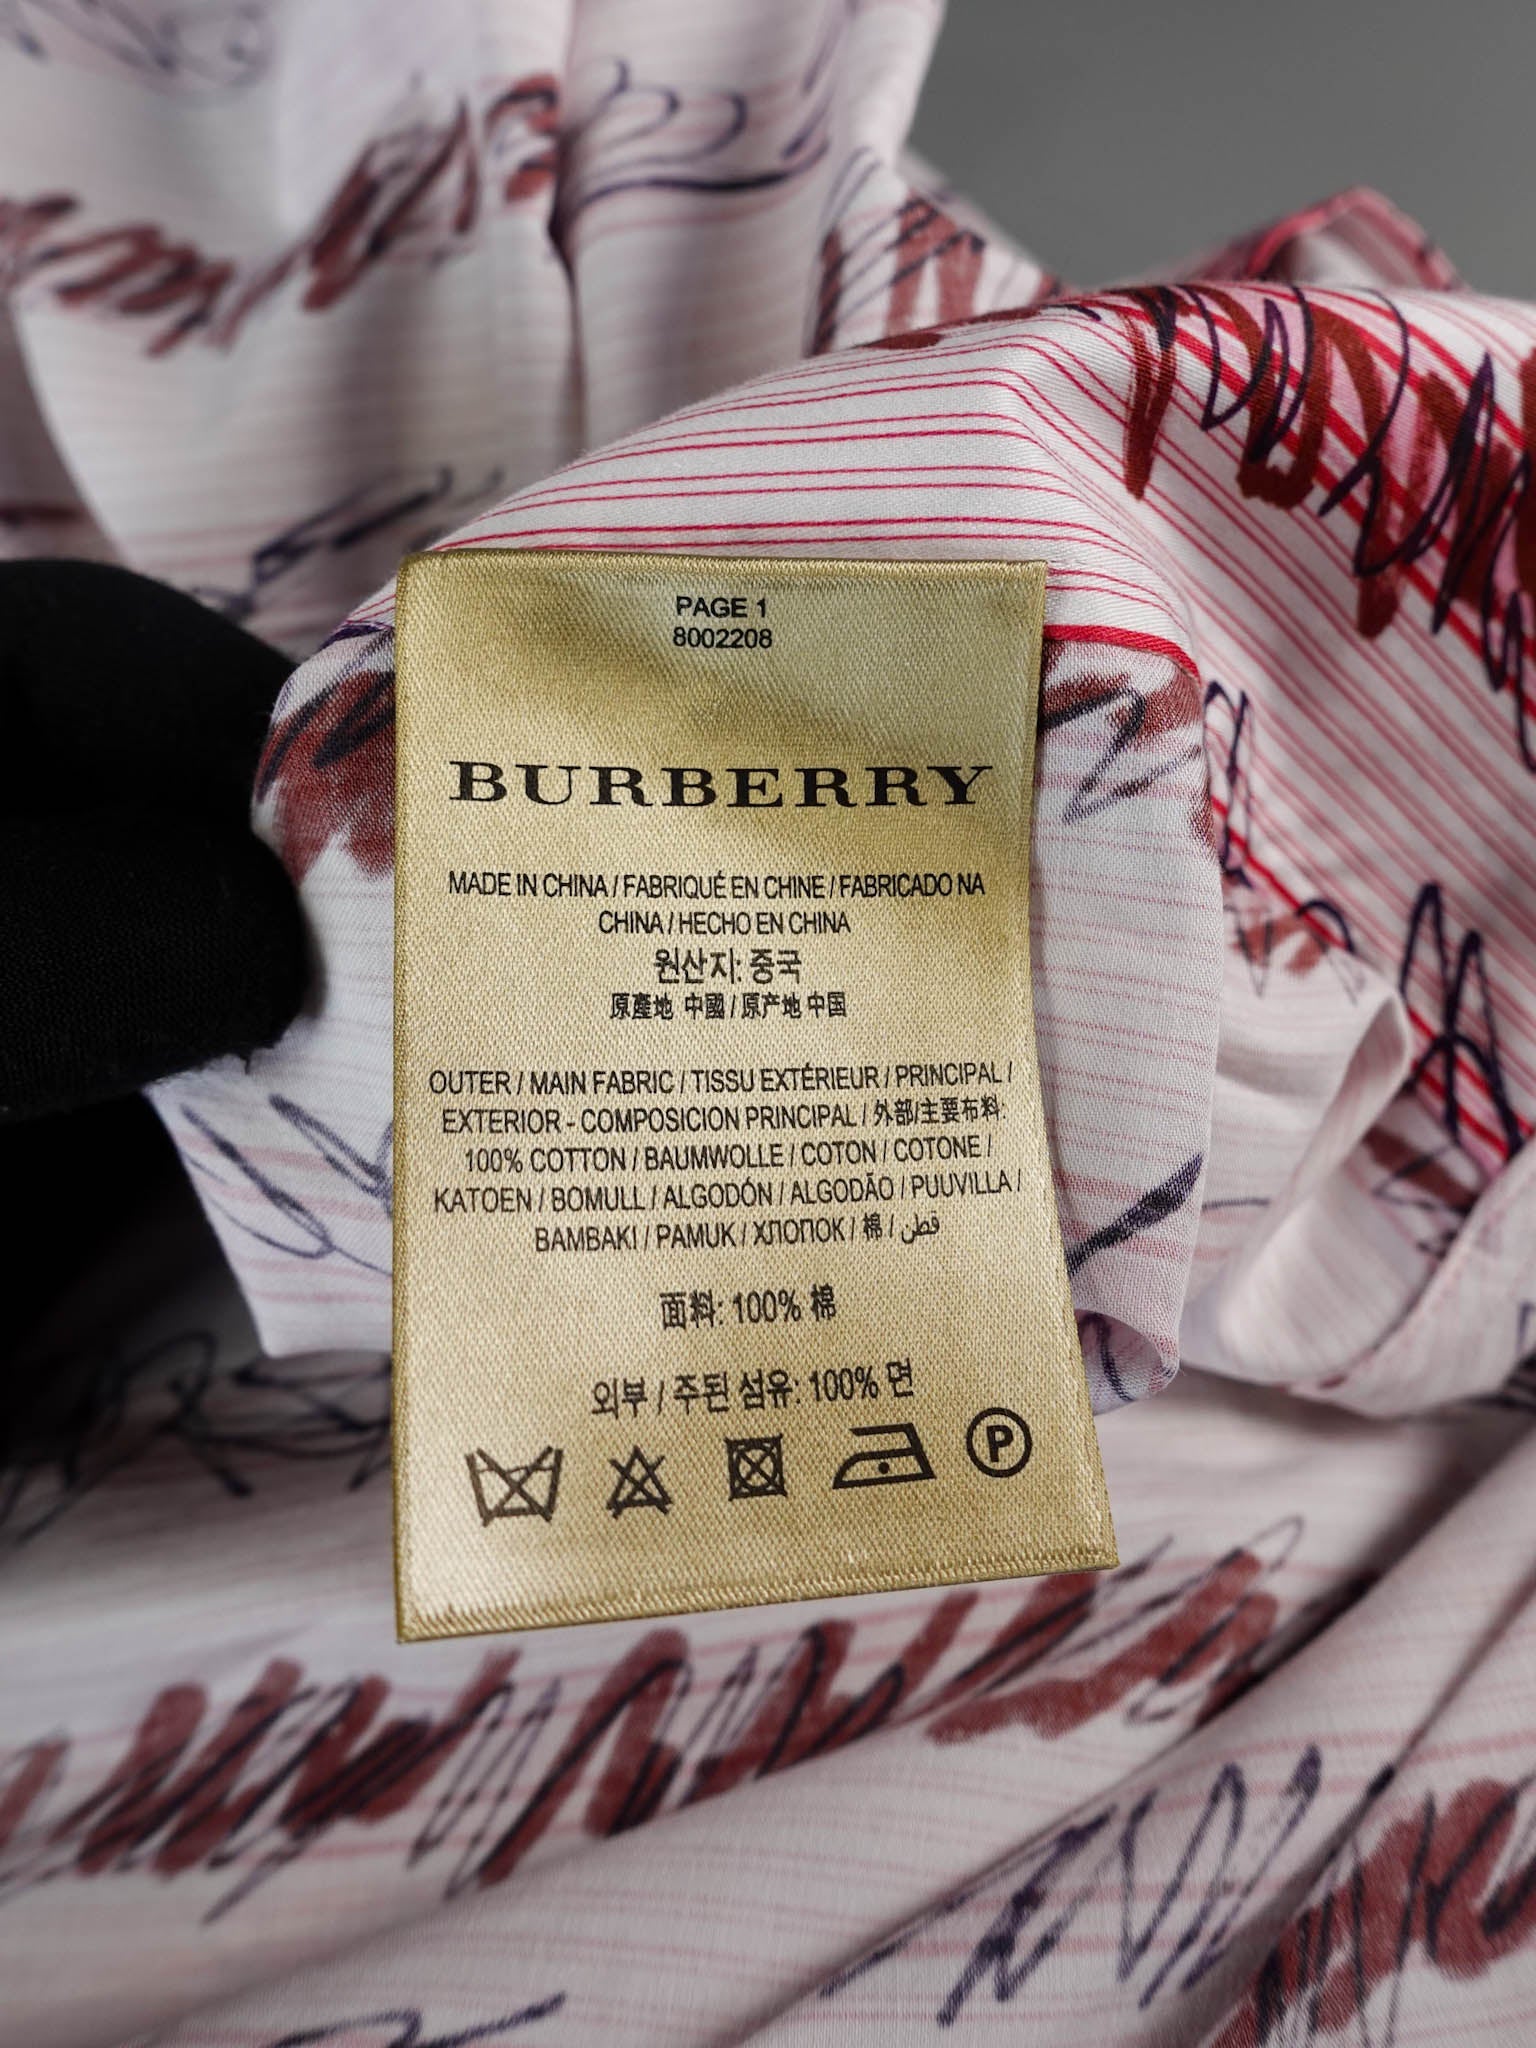 PAGE 1
8002208
BURBERRY
MADE IN CHINA / FABRIQUÉ EN CHINE / FABRICADO NA
CHINA / HECHO EN CHINA
원산지: 중국
原產地 中國 / 原产地 中国
OUTER / MAIN FABRIC / TISSU EXTÉRIEUR / PRINCIPAL /
EXTERIOR - COMPOSICION PRINCIPAL / 外部/主要布料:
100% COTTON / BAUMWOLLE / COTON / COTONE /
KATOEN / BOMULL / ALGODÓN / ALGODÃO / PUUVILLA /
BAMBAKI / PAMUK / ХЛОПОК / 棉 / قطن
面料: 100% 棉
외부 / 주된 섬유: 100% 면
P